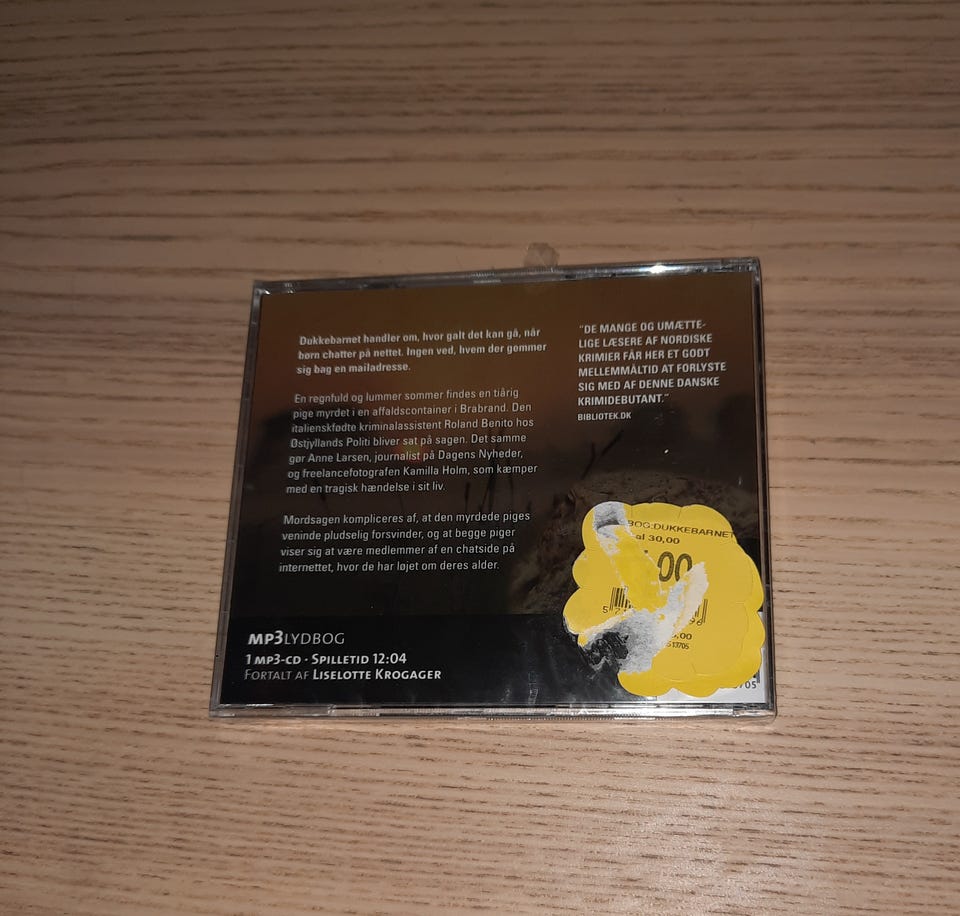 Dukkebarnet handler om, hvor galt det kan gå, når
børn chatter på nettet. Ingen ved, hvem der gemmer
sig bag en mailadresse.
En regnfuld og lummer sommer findes en tiårig
pige myrdet i en affaldscontainer i Brabrand. Den
italienskfødte kriminalassistent Roland Benito hos
Østjyllands Politi bliver sat på sagen. Det samme
gør Anne Larsen, journalist på Dagens Nyheder,
og freelancefotografen Kamilla Holm, som kæmper
med en tragisk hændelse i sit liv.
Mordsagen kompliceres af, at den myrdede piges
veninde pludselig forsvinder, og at begge piger
viser sig at være medlemmer af en chatside på
internettet, hvor de har løjet om deres alder.
MP3LYDBOG
1 MP3-CD · SPILLETID 12:04
FORTALT AF LISELOTTE KROGAGER
"DE MANGE OG UMÆTTE-
LIGE LÆSERE AF NORDISKE
KRIMIER FÅR HER ET GODT
MELLEMMÅLTID AT FORLYSTE
SIG MED AF DENNE DANSKE
KRIMIDEBUTANT."
BIBLIOTEK.DK
BOG:DUKKEBARNET
al 30,00
00